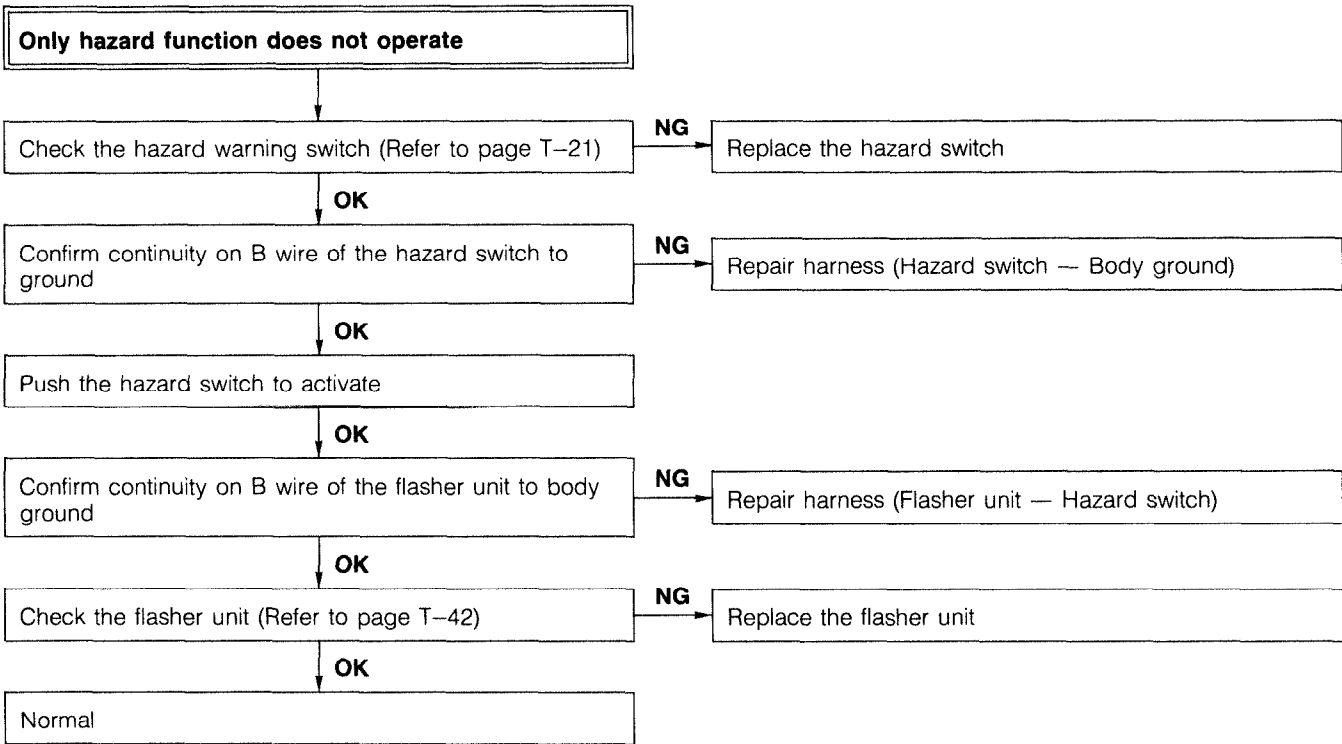 Only hazard function does not operate
Check the hazard warning switch (Refer to page T–21)
NG
Replace the hazard switch
OK
Confirm continuity on B wire of the hazard switch to
ground
NG
Repair harness (Hazard switch — Body ground)
OK
Push the hazard switch to activate
OK
Confirm continuity on B wire of the flasher unit to body
ground
NG
Repair harness (Flasher unit — Hazard switch)
OK
Check the flasher unit (Refer to page T–42)
NG
Replace the flasher unit
OK
Normal